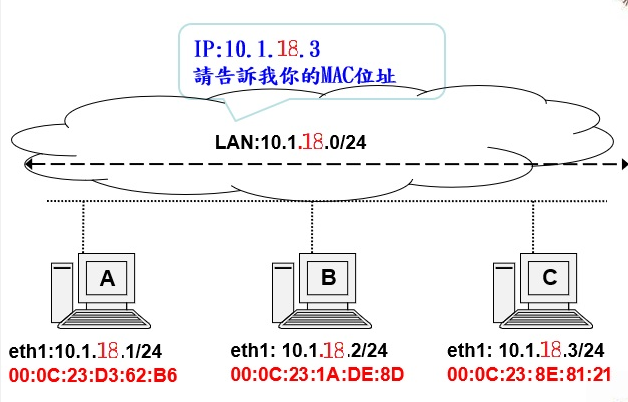 IP:10.1.18.3
請告訴我你的MAC位址
LAN:10.1.18.0/24
A
B
C
eth1:10.1.18.1/24
00:0C:23:D3:62:B6
eth1: 10.1.18.2/24
00:0C:23:1A:DE:8D
eth1: 10.1.18.3/24
00:0C:23:8E:81:21